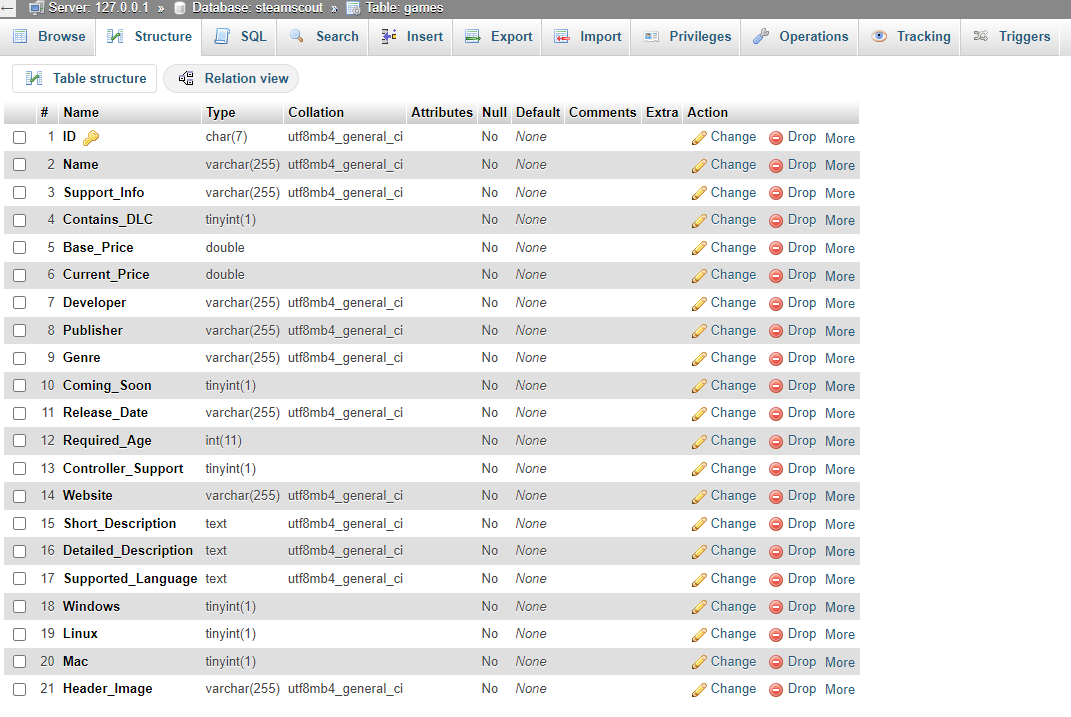 Server: 127.0.0.1 » Database: steamscout » Table: games
Browse Structure SQL Search Insert Export Import Privileges Operations Tracking Triggers
Table structure Relation view
# Name Type Collation Attributes Null Default Comments Extra Action
1 ID char(7) utf8mb4_general_ci No None Change Drop More
2 Name varchar(255) utf8mb4_general_ci No None Change Drop More
3 Support_Info varchar(255) utf8mb4_general_ci No None Change Drop More
4 Contains_DLC tinyint(1) No None Change Drop More
5 Base_Price double No None Change Drop More
6 Current_Price double No None Change Drop More
7 Developer varchar(255) utf8mb4_general_ci No None Change Drop More
8 Publisher varchar(255) utf8mb4_general_ci No None Change Drop More
9 Genre varchar(255) utf8mb4_general_ci No None Change Drop More
10 Coming_Soon tinyint(1) No None Change Drop More
11 Release_Date varchar(255) utf8mb4_general_ci No None Change Drop More
12 Required_Age int(11) No None Change Drop More
13 Controller_Support tinyint(1) No None Change Drop More
14 Website varchar(255) utf8mb4_general_ci No None Change Drop More
15 Short_Description text utf8mb4_general_ci No None Change Drop More
16 Detailed_Description text utf8mb4_general_ci No None Change Drop More
17 Supported_Language text utf8mb4_general_ci No None Change Drop More
18 Windows tinyint(1) No None Change Drop More
19 Linux tinyint(1) No None Change Drop More
20 Mac tinyint(1) No None Change Drop More
21 Header_Image varchar(255) utf8mb4_general_ci No None Change Drop More